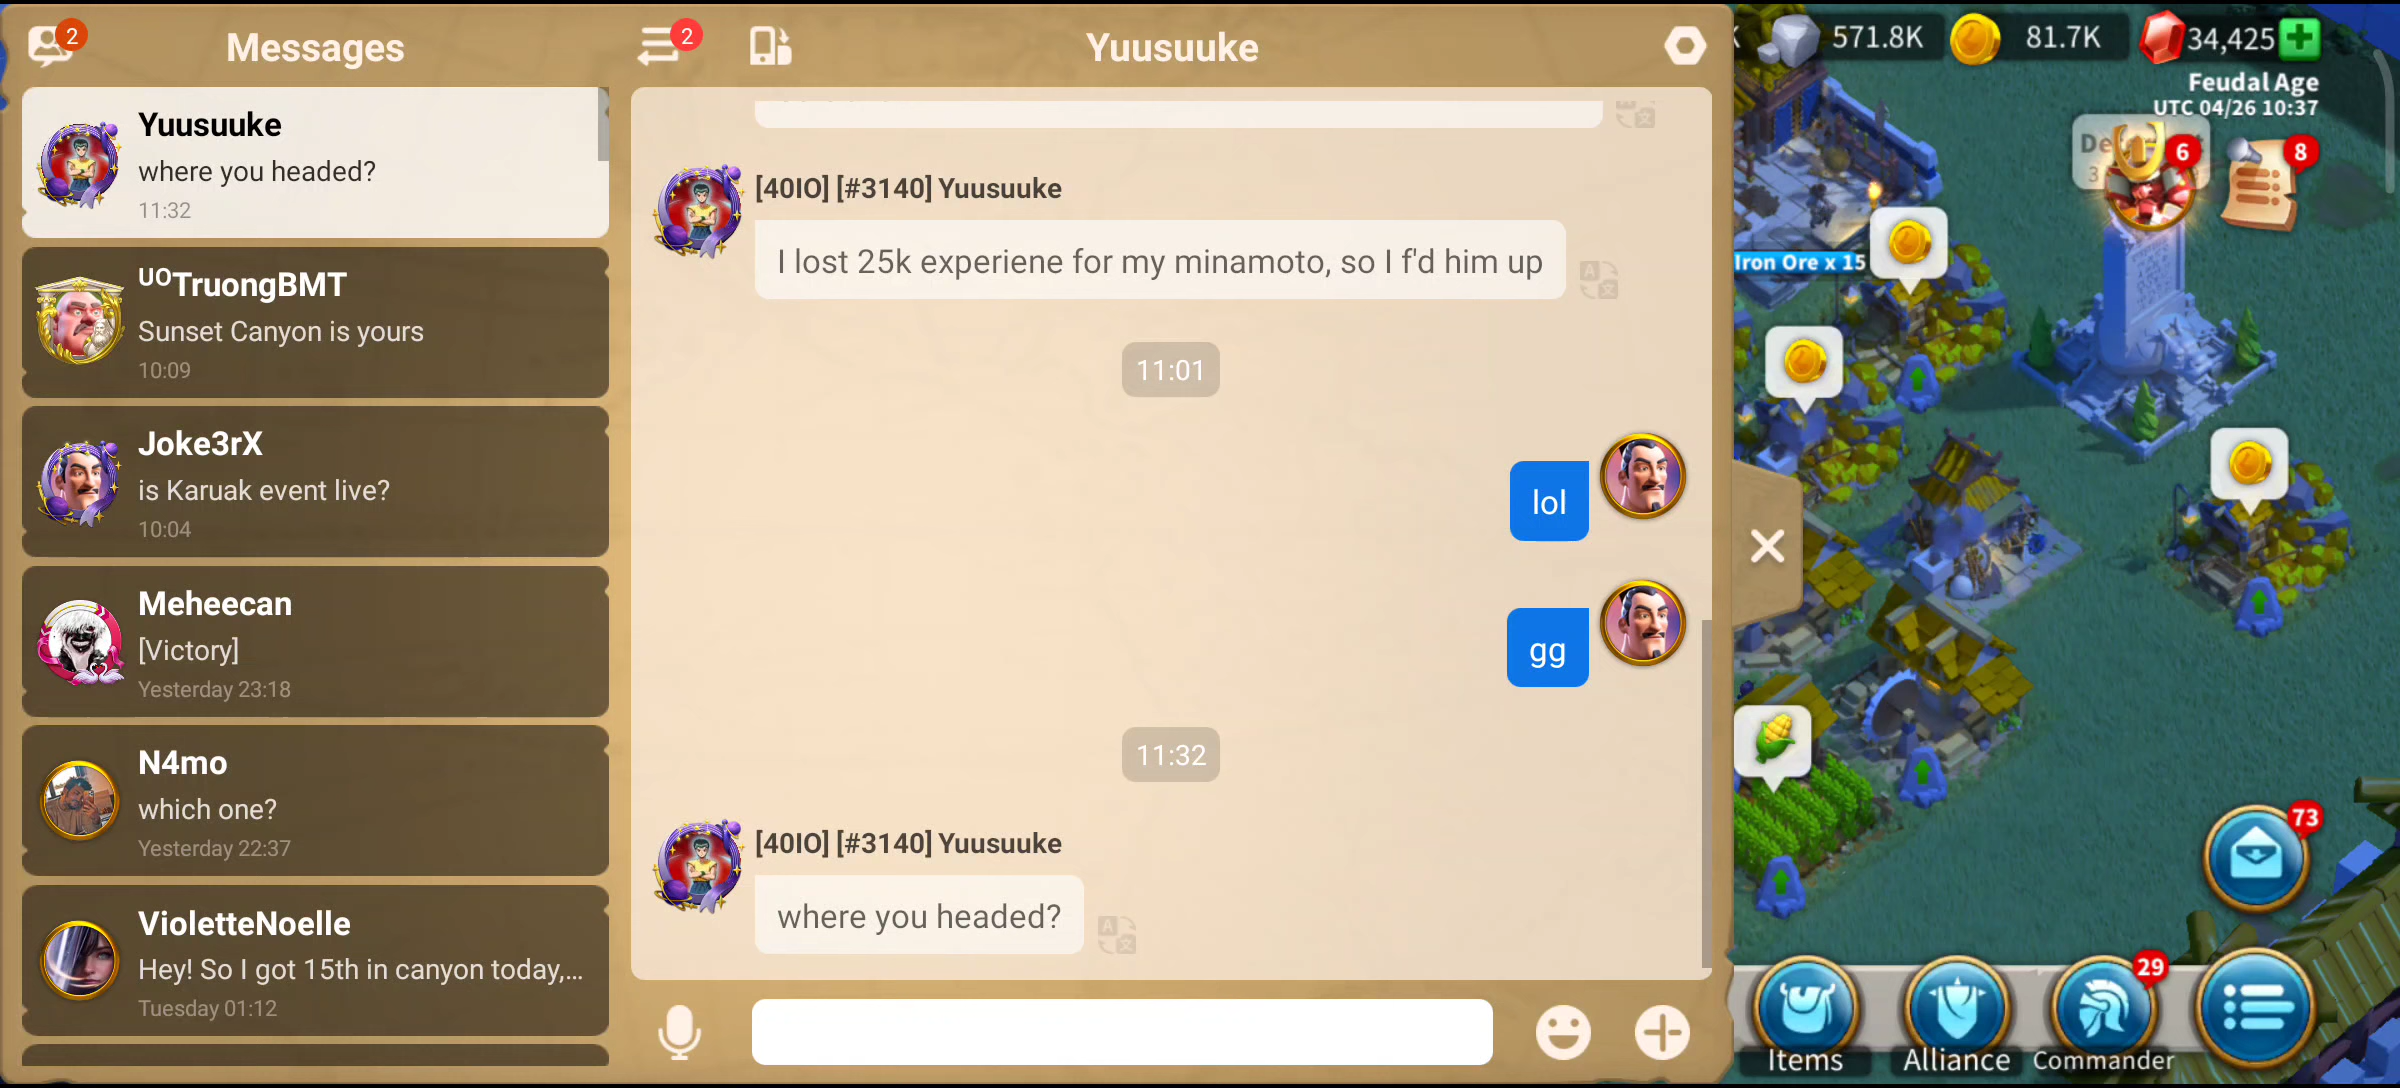 2
Messages
Yuusuuke
where you headed?
11:32
UOTruongBMT
Sunset Canyon is yours
10:09
Joke3rX
is Karuak event live?
10:04
Meheecan
[Victory]
Yesterday 23:18
N4mo
which one?
Yesterday 22:37
VioletteNoelle
Hey! So I got 15th in canyon today,...
Tuesday 01:12
2
Yuusuuke
[40IO] [#3140] Yuusuuke
I lost 25k experiene for my minamoto, so I f'd him up
11:01
lol
gg
11:32
[40IO] [#3140] Yuusuuke
where you headed?
571.8K
81.7K
34,425
Feudal Age
UTC 04/26 10:37
6
8
Iron Ore x 15
73
29
Items
Alliance
Commander